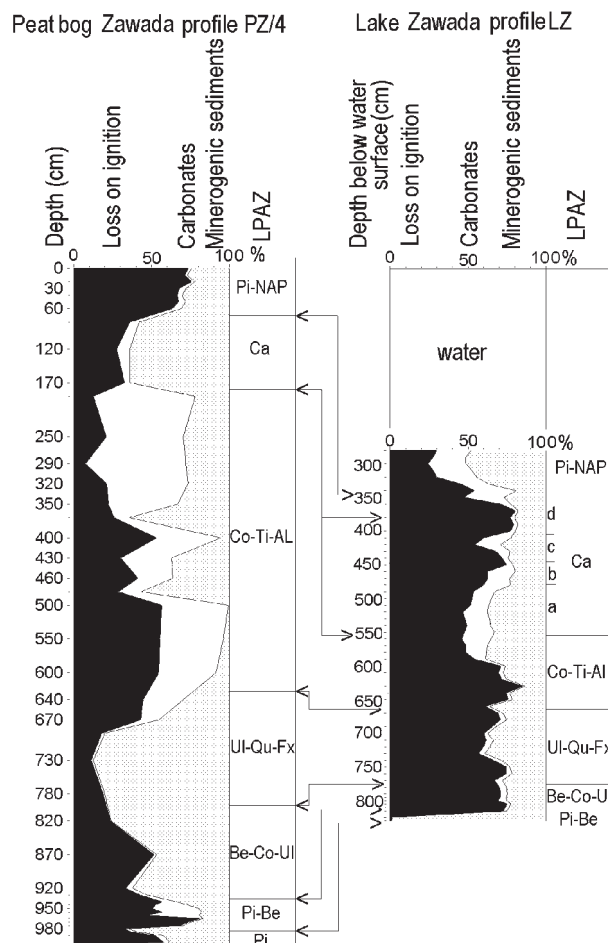 Peat bog Zawada profile PZ/4
Depth (cm)
Loss on ignition
Carbonates
Minerogenic sediments
LPAZ
0 50 100 %
0
30
60
120
170
250
290
320
350
400
430
460
500
550
600
640
670
730
780
820
870
920
950
980
Pi-NAP
Ca
Co-Ti-AL
Ul-Qu-Fx
Be-Co-Ul
Pi-Be
Pi
Lake Zawada profile LZ
Depth below water
surface (cm)
Loss on ignition
Carbonates
Minerogenic sediments
LPAZ
0 50 100%
water
0 50 100%
300
350
400
450
500
550
600
650
700
750
800
Pi-NAP
d
c
b
a
Ca
Co-Ti-Al
Ul-Qu-Fx
Be-Co-U
Pi-Be